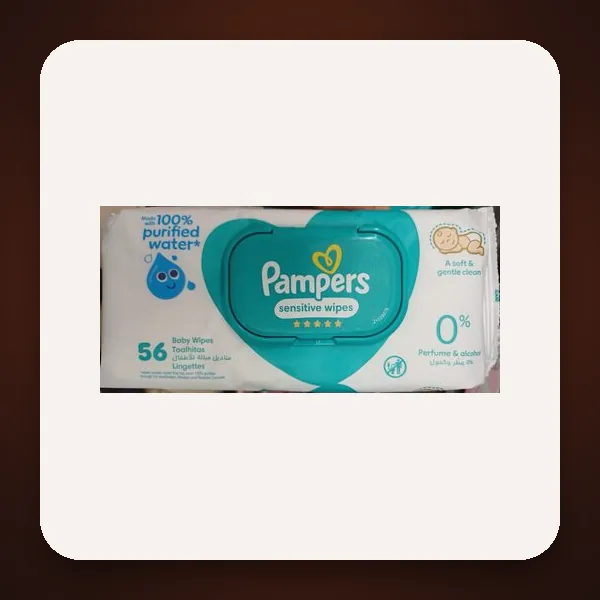 Made with 100%
purified
water*
Pampers
sensitive wipes
A soft &
gentle clean
0%
Perfume & alcohol
56
Baby Wipes
Toalhitas
مناديل مبللة للأطفال
Lingettes